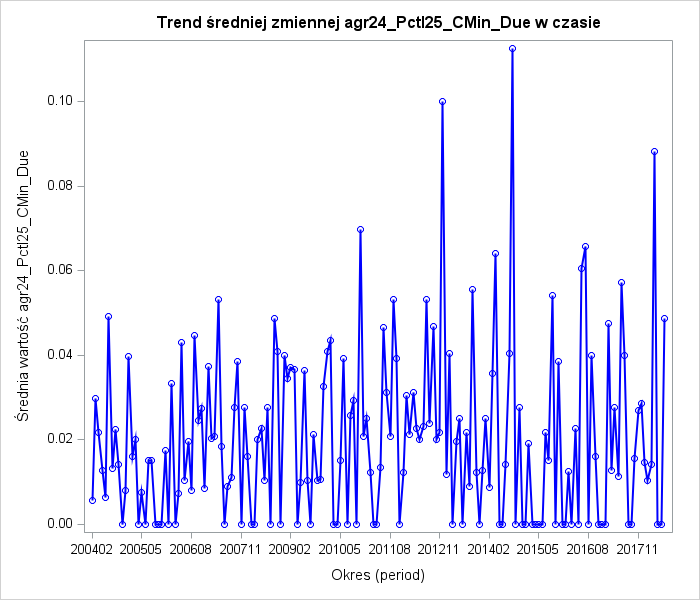 Trend średniej zmiennej agr24_Pctl25_CMin_Due w czasie
Średnia wartość agr24_Pctl25_CMin_Due
0.10
0.08
0.06
0.04
0.02
0.00
200402 200505 200608 200711 200902 201005 201108 201211 201402 201505 201608 201711
Okres (period)